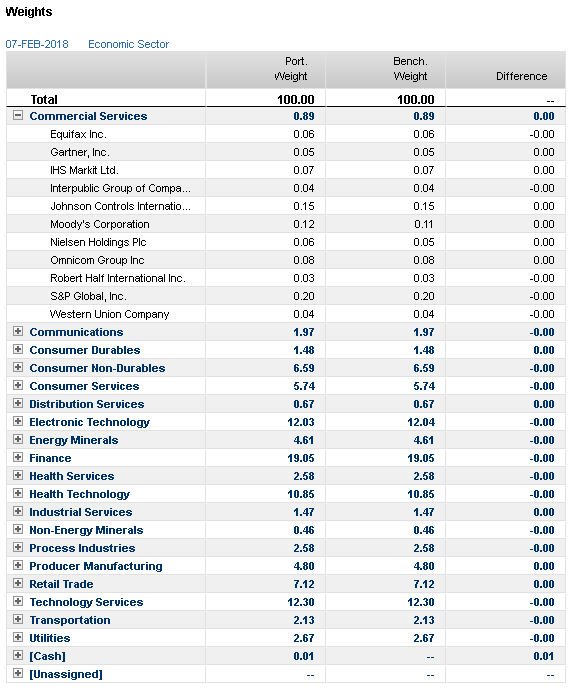 Weights
07-FEB-2018 Economic Sector
Port. Weight Bench. Weight Difference
Total 100.00 100.00 --
Commercial Services 0.89 0.89 0.00
Equifax Inc. 0.06 0.06 -0.00
Gartner, Inc. 0.05 0.05 0.00
IHS Markit Ltd. 0.07 0.07 0.00
Interpublic Group of Compa... 0.04 0.04 -0.00
Johnson Controls Internatio... 0.15 0.15 0.00
Moody's Corporation 0.12 0.11 0.00
Nielsen Holdings Plc 0.06 0.05 0.00
Omnicom Group Inc 0.08 0.08 0.00
Robert Half International Inc. 0.03 0.03 -0.00
S&P Global, Inc. 0.20 0.20 -0.00
Western Union Company 0.04 0.04 -0.00
Communications 1.97 1.97 -0.00
Consumer Durables 1.48 1.48 0.00
Consumer Non-Durables 6.59 6.59 -0.00
Consumer Services 5.74 5.74 -0.00
Distribution Services 0.67 0.67 0.00
Electronic Technology 12.03 12.04 -0.00
Energy Minerals 4.61 4.61 -0.00
Finance 19.05 19.05 -0.00
Health Services 2.58 2.58 -0.00
Health Technology 10.85 10.85 -0.00
Industrial Services 1.47 1.47 0.00
Non-Energy Minerals 0.46 0.46 -0.00
Process Industries 2.58 2.58 -0.00
Producer Manufacturing 4.80 4.80 0.00
Retail Trade 7.12 7.12 0.00
Technology Services 12.30 12.30 -0.00
Transportation 2.13 2.13 -0.00
Utilities 2.67 2.67 -0.00
[Cash] 0.01 -- 0.01
[Unassigned] -- -- --